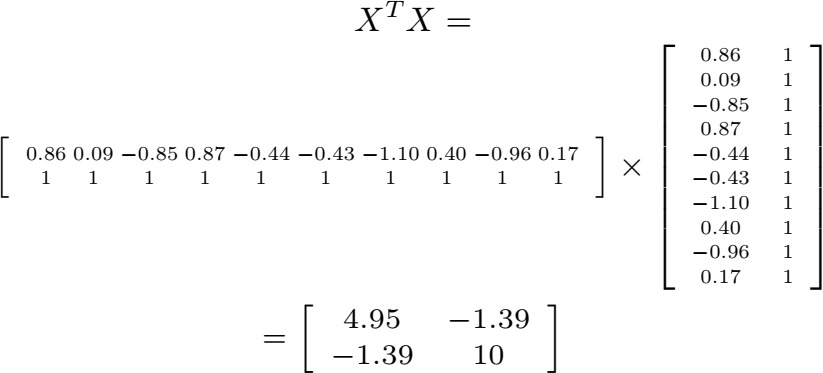 X^T X =
[ 0.86 0.09 −0.85 0.87 −0.44 −0.43 −1.10 0.40 −0.96 0.17
1 1 1 1 1 1 1 1 1 1 ]
×
[ 0.86 1
0.09 1
−0.85 1
0.87 1
−0.44 1
−0.43 1
−1.10 1
0.40 1
−0.96 1
0.17 1 ]
= [ 4.95 −1.39
−1.39 10 ]